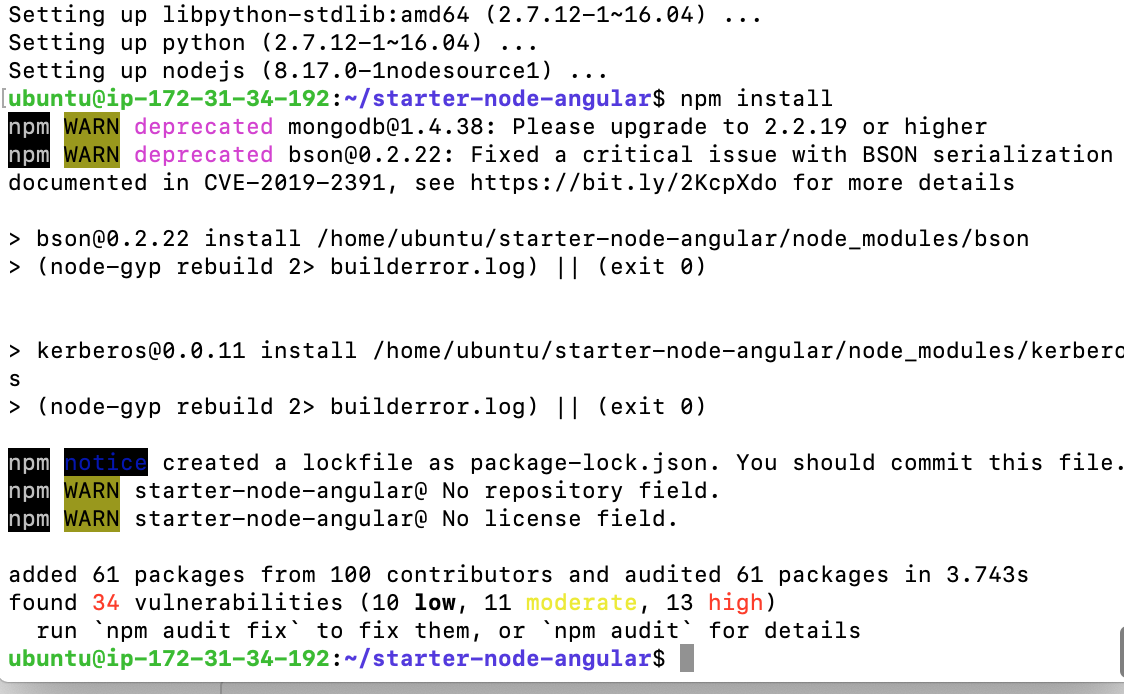 Setting up libpython-stdlib:amd64 (2.7.12-1~16.04) ...
Setting up python (2.7.12-1~16.04) ...
Setting up nodejs (8.17.0-1nodesource1) ...
[ubuntu@ip-172-31-34-192:~/starter-node-angular$ npm install
npm WARN deprecated mongodb@1.4.38: Please upgrade to 2.2.19 or higher
npm WARN deprecated bson@0.2.22: Fixed a critical issue with BSON serialization
documented in CVE-2019-2391, see https://bit.ly/2KcpXdo for more details
> bson@0.2.22 install /home/ubuntu/starter-node-angular/node_modules/bson
> (node-gyp rebuild 2> builderror.log) || (exit 0)
> kerberos@0.0.11 install /home/ubuntu/starter-node-angular/node_modules/kerbero
s
> (node-gyp rebuild 2> builderror.log) || (exit 0)
npm notice created a lockfile as package-lock.json. You should commit this file.
npm WARN starter-node-angular@ No repository field.
npm WARN starter-node-angular@ No license field.
added 61 packages from 100 contributors and audited 61 packages in 3.743s
found 34 vulnerabilities (10 low, 11 moderate, 13 high)
run `npm audit fix` to fix them, or `npm audit` for details
ubuntu@ip-172-31-34-192:~/starter-node-angular$